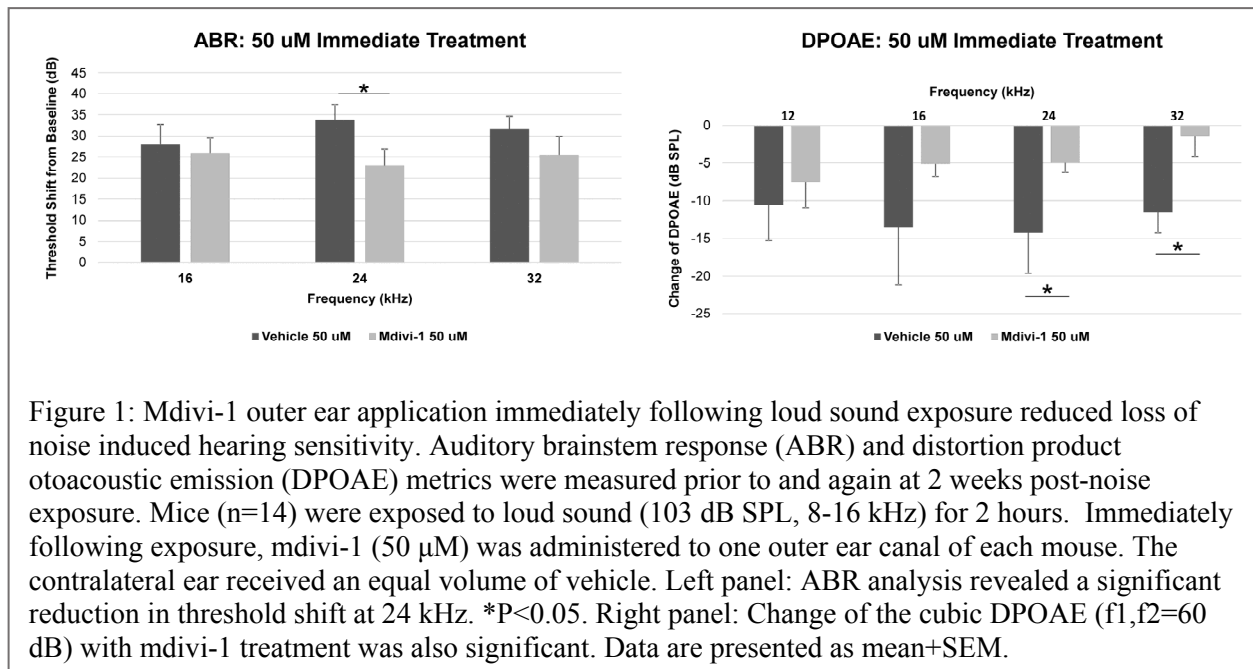 ABR: 50 uM Immediate Treatment
Threshold Shift from Baseline (dB)
45
40
35
30
25
20
15
10
5
0
*
16
24
32
Frequency (kHz)
Vehicle 50 uM
Mdivi-1 50 uM
DPOAE: 50 uM Immediate Treatment
Frequency (kHz)
12
16
24
32
Change of DPOAE (dB SPL)
0
-5
-10
-15
-20
-25
*
*
Vehicle 50 uM
Mdivi-1 50 uM
Figure 1: Mdivi-1 outer ear application immediately following loud sound exposure reduced loss of
noise induced hearing sensitivity. Auditory brainstem response (ABR) and distortion product
otoacoustic emission (DPOAE) metrics were measured prior to and again at 2 weeks post-noise
exposure. Mice (n=14) were exposed to loud sound (103 dB SPL, 8-16 kHz) for 2 hours.  Immediately
following exposure, mdivi-1 (50 μM) was administered to one outer ear canal of each mouse. The
contralateral ear received an equal volume of vehicle. Left panel: ABR analysis revealed a significant
reduction in threshold shift at 24 kHz. *P<0.05. Right panel: Change of the cubic DPOAE (f1,f2=60
dB) with mdivi-1 treatment was also significant. Data are presented as mean+SEM.